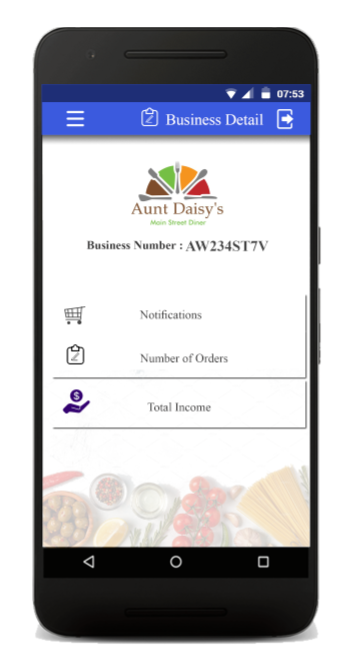 07:53
Business Detail
Aunt Daisy's
Main Street Diner
Business Number : AW234ST7V
Notifications
Number of Orders
Total Income